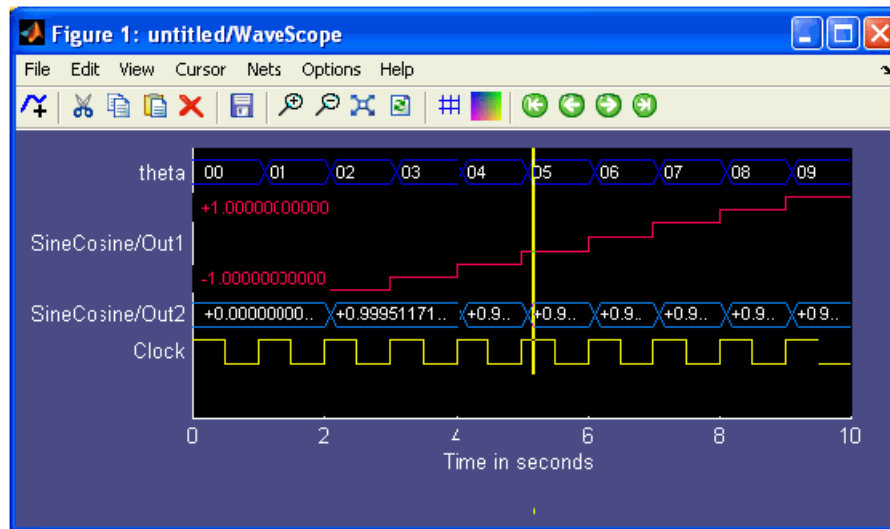 Figure 1: untitled/WaveScope
File Edit View Cursor Nets Options Help
theta 00 01 02 03 04 05 06 07 08 09
+1.00000000000
SineCosine/Out1
-1.00000000000
SineCosine/Out2 +0.00000000.. +0.99951171.. +0.9.. +0.9.. +0.9.. +0.9.. +0.9.. +0.9..
Clock
0 2 4 6 8 10
Time in seconds